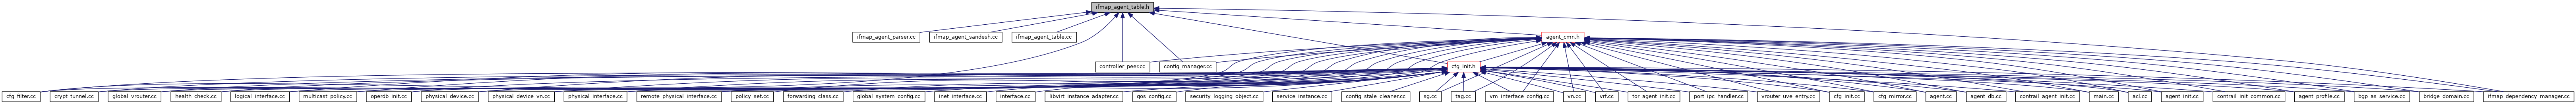 ifmap_agent_table.h
ifmap_agent_parser.cc
ifmap_agent_sandesh.cc
ifmap_agent_table.cc
agent_cmn.h
controller_peer.cc
config_manager.cc
cfg_init.h
cfg_filter.cc
crypt_tunnel.cc
global_vrouter.cc
health_check.cc
logical_interface.cc
multicast_policy.cc
operdb_init.cc
physical_device.cc
physical_device_vn.cc
physical_interface.cc
remote_physical_interface.cc
policy_set.cc
forwarding_class.cc
global_system_config.cc
inet_interface.cc
interface.cc
libvirt_instance_adapter.cc
qos_config.cc
security_logging_object.cc
service_instance.cc
config_stale_cleaner.cc
sg.cc
tag.cc
vm_interface_config.cc
vn.cc
vrf.cc
tor_agent_init.cc
port_ipc_handler.cc
vrouter_uve_entry.cc
cfg_init.cc
cfg_mirror.cc
agent.cc
agent_db.cc
contrail_agent_init.cc
main.cc
acl.cc
agent_init.cc
contrail_init_common.cc
agent_profile.cc
bgp_as_service.cc
bridge_domain.cc
ifmap_dependency_manager.cc